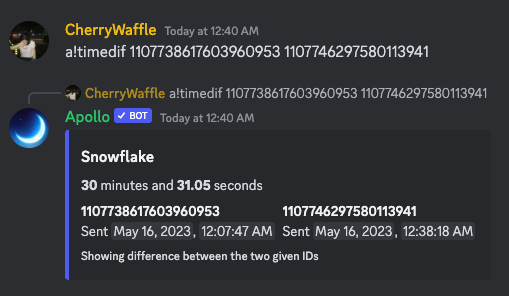 CherryWaffle Today at 12:40 AM
a!timedif 1107738617603960953 1107746297580113941
CherryWaffle a!timedif 1107738617603960953 1107746297580113941
Apollo ✓ BOT Today at 12:40 AM
Snowflake
30 minutes and 31.05 seconds
1107738617603960953 1107746297580113941
Sent May 16, 2023, 12:07:47 AM Sent May 16, 2023, 12:38:18 AM
Showing difference between the two given IDs